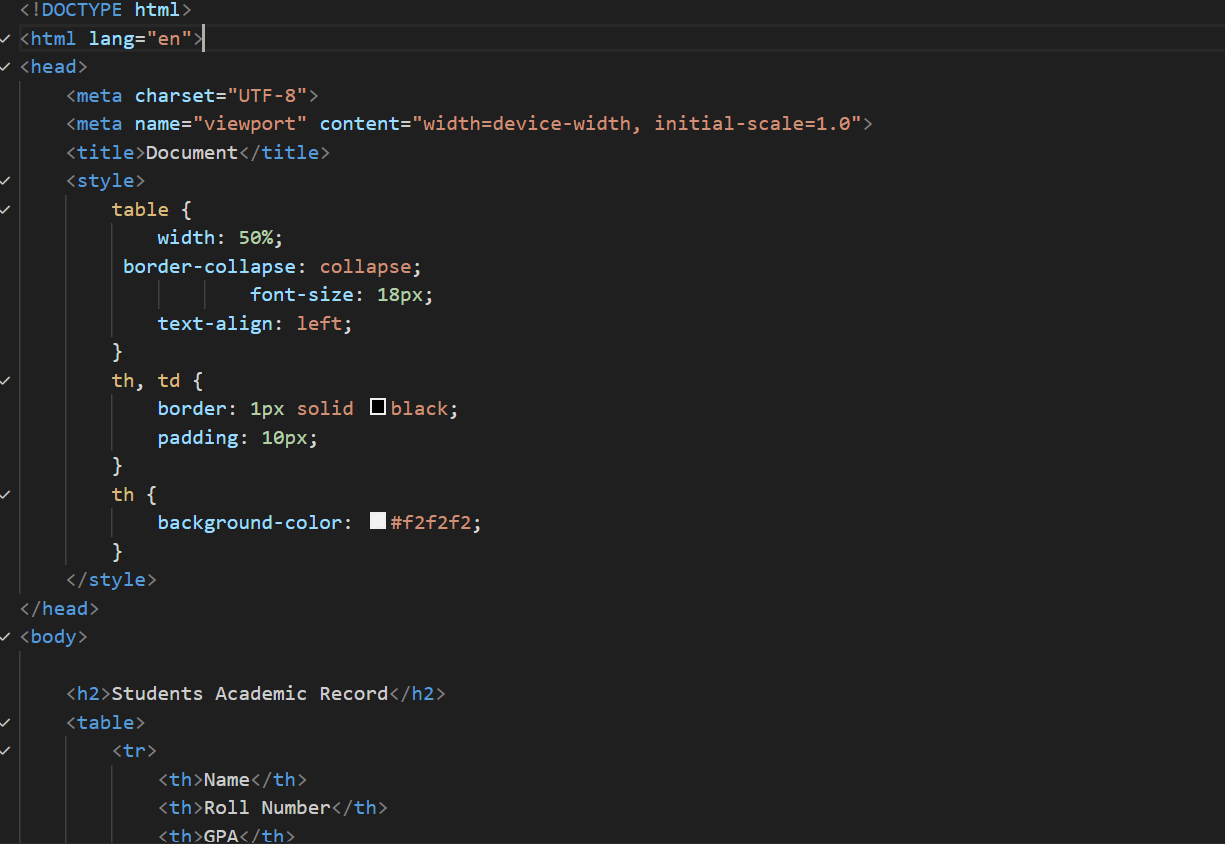 <!DOCTYPE html>
<html lang="en">
<head>
    <meta charset="UTF-8">
    <meta name="viewport" content="width=device-width, initial-scale=1.0">
    <title>Document</title>
    <style>
        table {
            width: 50%;
         border-collapse: collapse;
                    font-size: 18px;
            text-align: left;
        }
        th, td {
            border: 1px solid black;
            padding: 10px;
        }
        th {
            background-color: #f2f2f2;
        }
    </style>
</head>
<body>

    <h2>Students Academic Record</h2>
    <table>
        <tr>
            <th>Name</th>
            <th>Roll Number</th>
            <th>GPA</th>